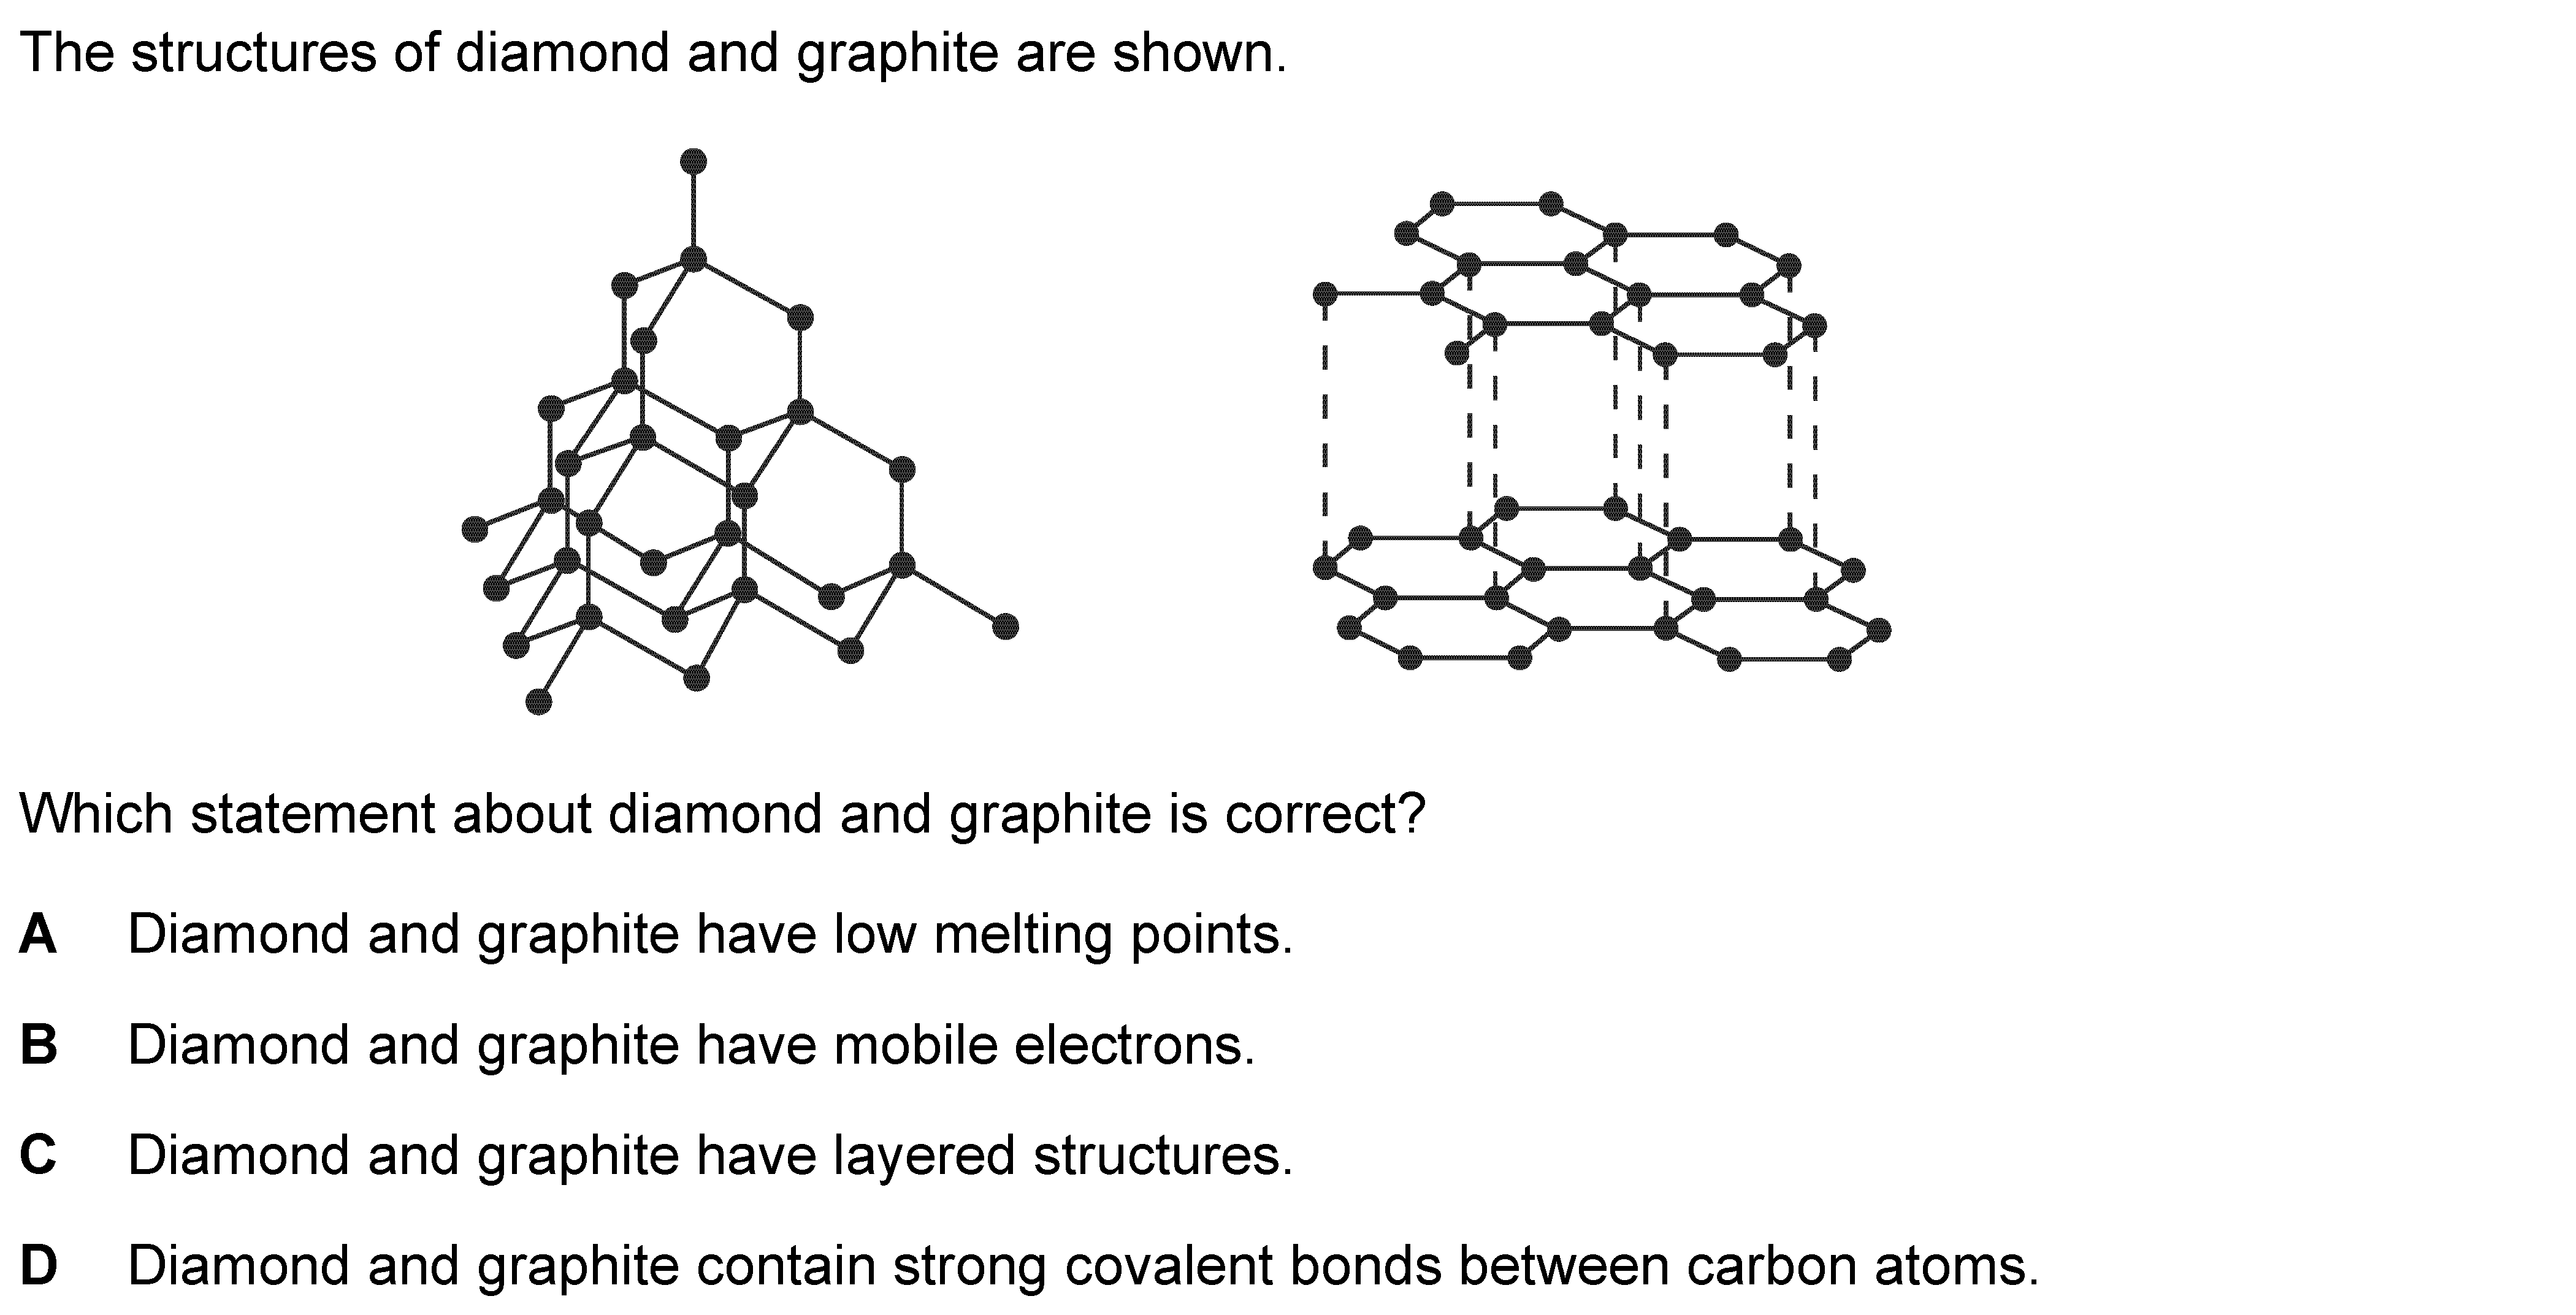 The structures of diamond and graphite are shown.
Which statement about diamond and graphite is correct?
A Diamond and graphite have low melting points.
B Diamond and graphite have mobile electrons.
C Diamond and graphite have layered structures.
D Diamond and graphite contain strong covalent bonds between carbon atoms.